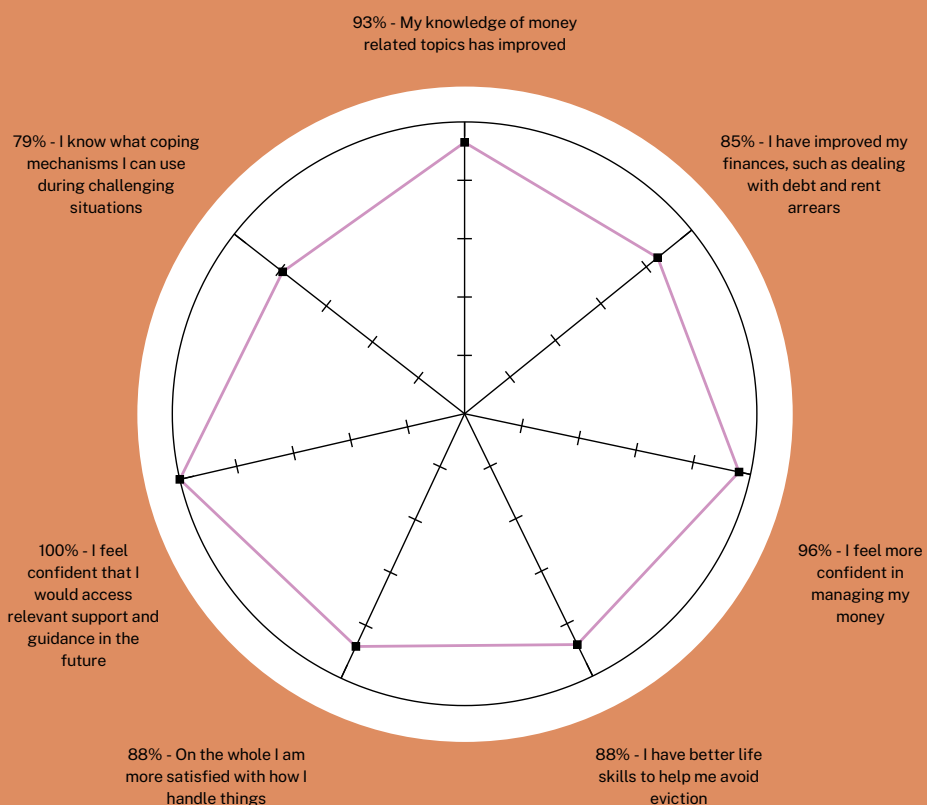 93% - My knowledge of money
related topics has improved
85% - I have improved my
finances, such as dealing
with debt and rent
arrears
96% - I feel more
confident in
managing my
money
88% - I have better life
skills to help me avoid
eviction
88% - On the whole I am
more satisfied with how I
handle things
100% - I feel
confident that I
would access
relevant support and
guidance in the
future
79% - I know what coping
mechanisms I can use
during challenging
situations